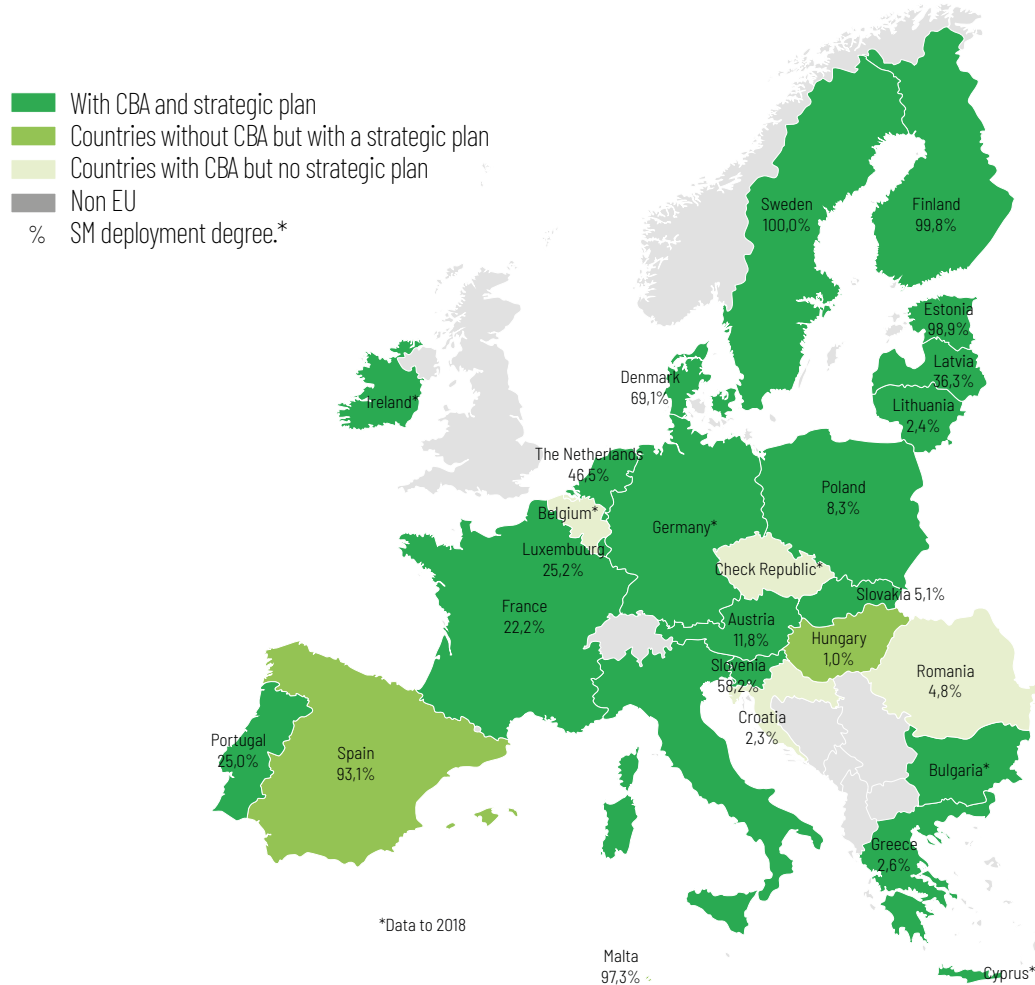 With CBA and strategic plan
Countries without CBA but with a strategic plan
Countries with CBA but no strategic plan
Non EU
% SM deployment degree.*
Sweden
100,0%
Finland
99,8%
Estonia
98,9%
Latvia
36,3%
Lithuania
2,4%
Denmark
69,1%
Ireland*
The Netherlands
46,5%
Poland
8,3%
Belgium*
Germany*
Luxembuurg
25,2%
Check Republic*
Slovakia 5,1%
France
22,2%
Austria
11,8%
Hungary
1,0%
Slovenia
58,2%
Romania
4,8%
Croatia
2,3%
Portugal
25,0%
Spain
93,1%
Bulgaria*
Greece
2,6%
*Data to 2018
Malta
97,3%
Cyprus*